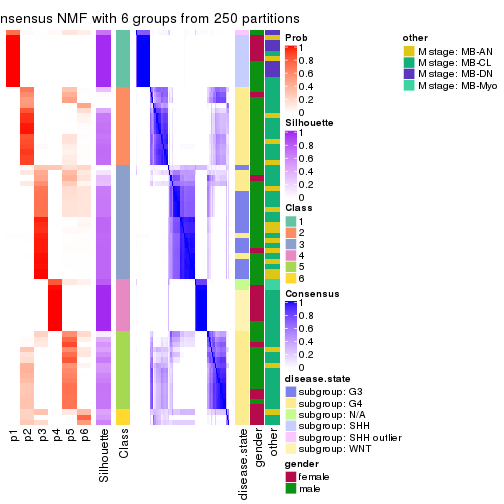 nsensus NMF with 6 groups from 250 partitions
Prob
1
0.8
0.6
0.4
0.2
0
Silhouette
1
0.8
0.6
0.4
0.2
0
Class
1
2
3
4
5
6
Consensus
1
0.8
0.6
0.4
0.2
0
disease.state
subgroup: G3
subgroup: G4
subgroup: N/A
subgroup: SHH
subgroup: SHH outlier
subgroup: WNT
gender
female
male
other
M stage: MB-AN
M stage: MB-CL
M stage: MB-DN
M stage: MB-Myo
p1
p2
p3
p4
p5
p6
Silhouette
Class
disease.state
gender
other